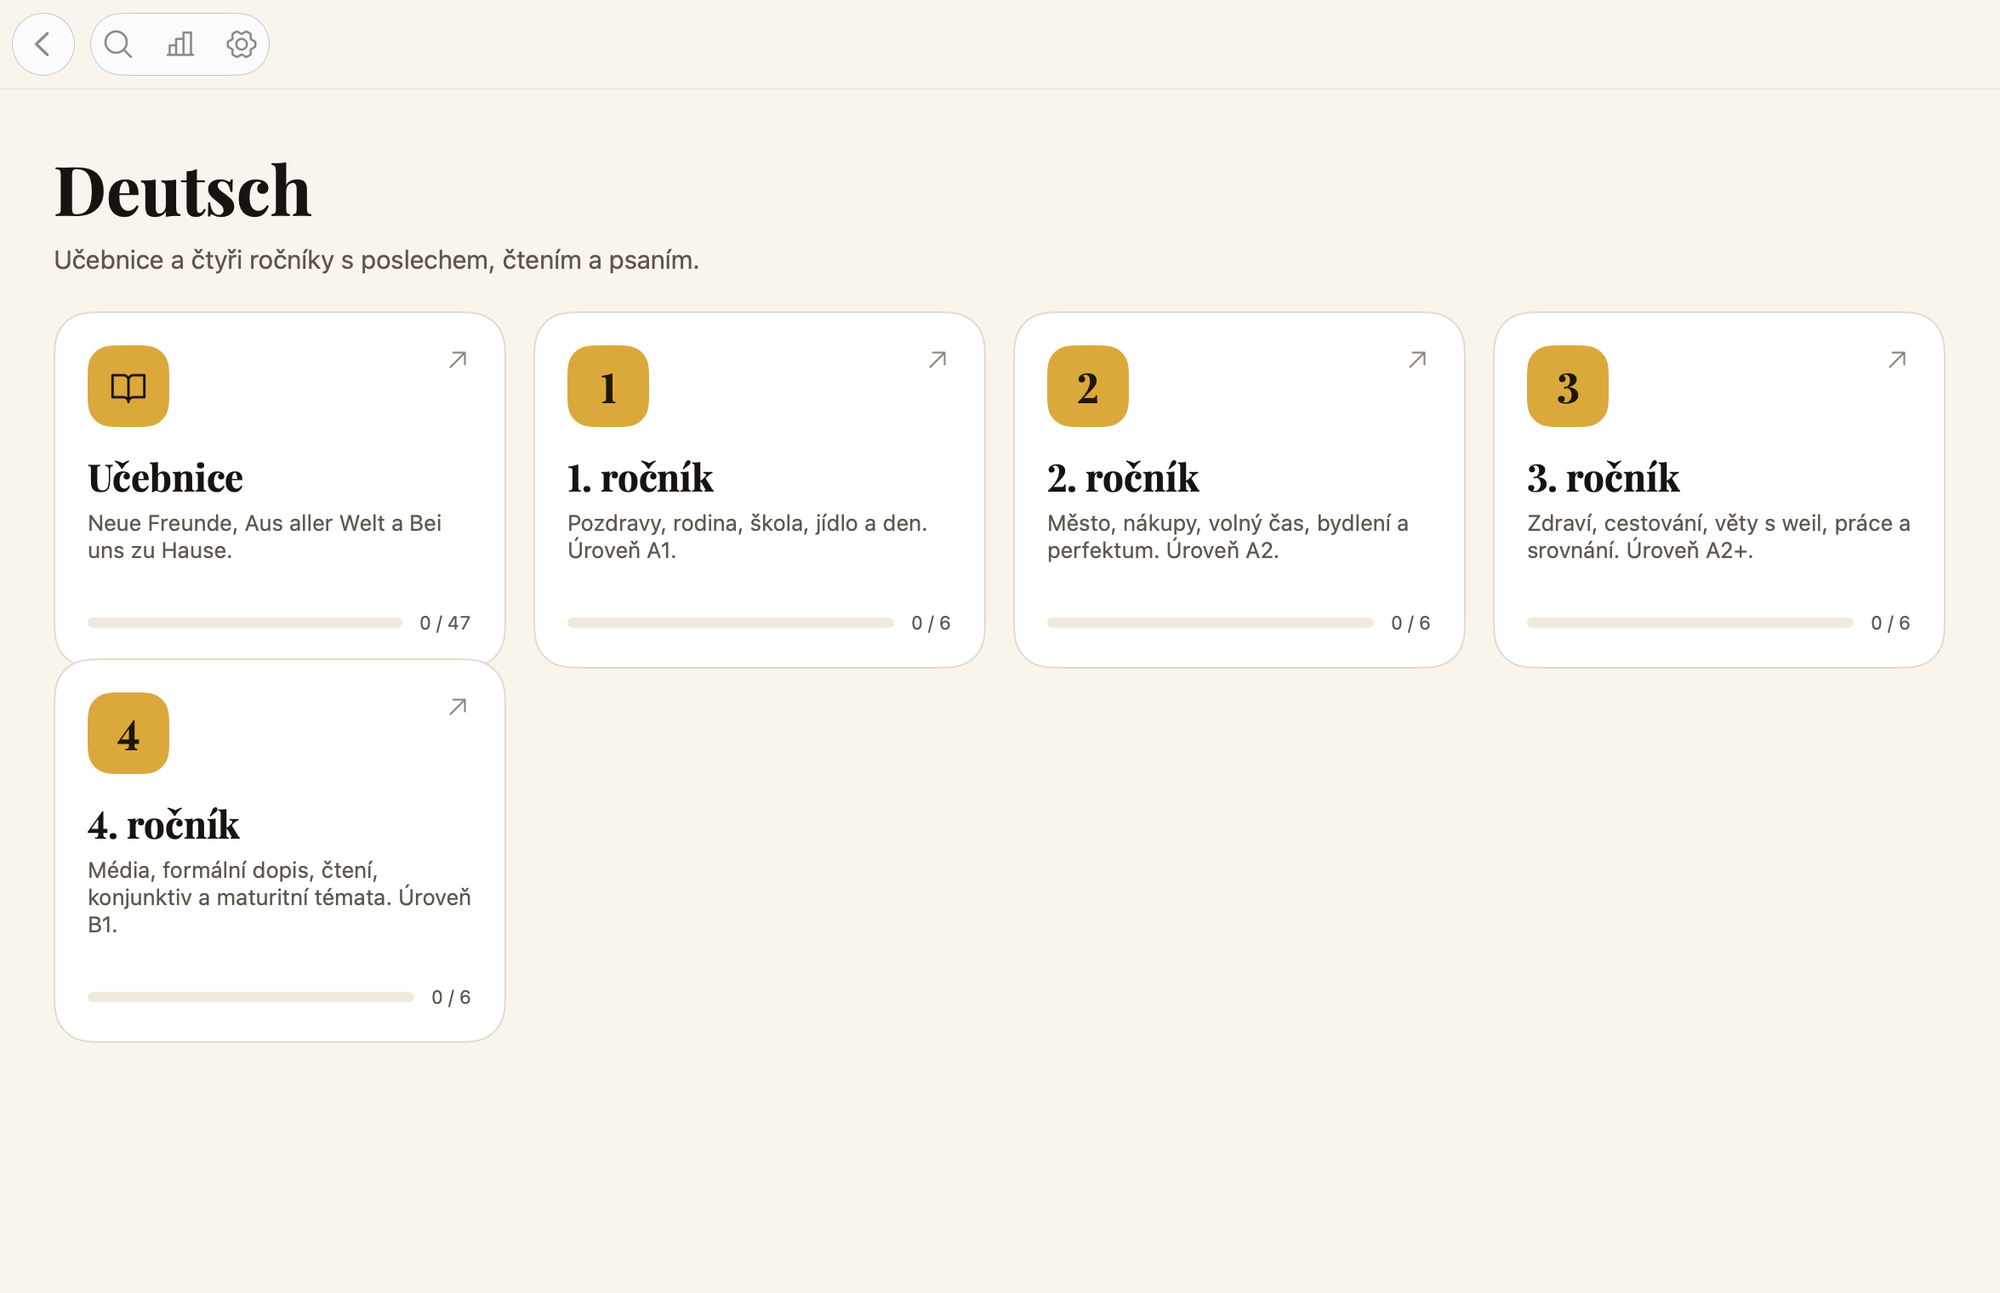 Deutsch
Učebnice a čtyři ročníky s poslechem, čtením a psaním.
Učebnice
Neue Freunde, Aus aller Welt a Bei
uns zu Hause.
0 / 47
1
1. ročník
Pozdravy, rodina, škola, jídlo a den.
Úroveň A1.
0 / 6
2
2. ročník
Město, nákupy, volný čas, bydlení a
perfektum. Úroveň A2.
0 / 6
3
3. ročník
Zdraví, cestování, věty s weil, práce a
srovnání. Úroveň A2+.
0 / 6
4
4. ročník
Média, formální dopis, čtení,
konjunktiv a maturitní témata. Úroveň
B1.
0 / 6